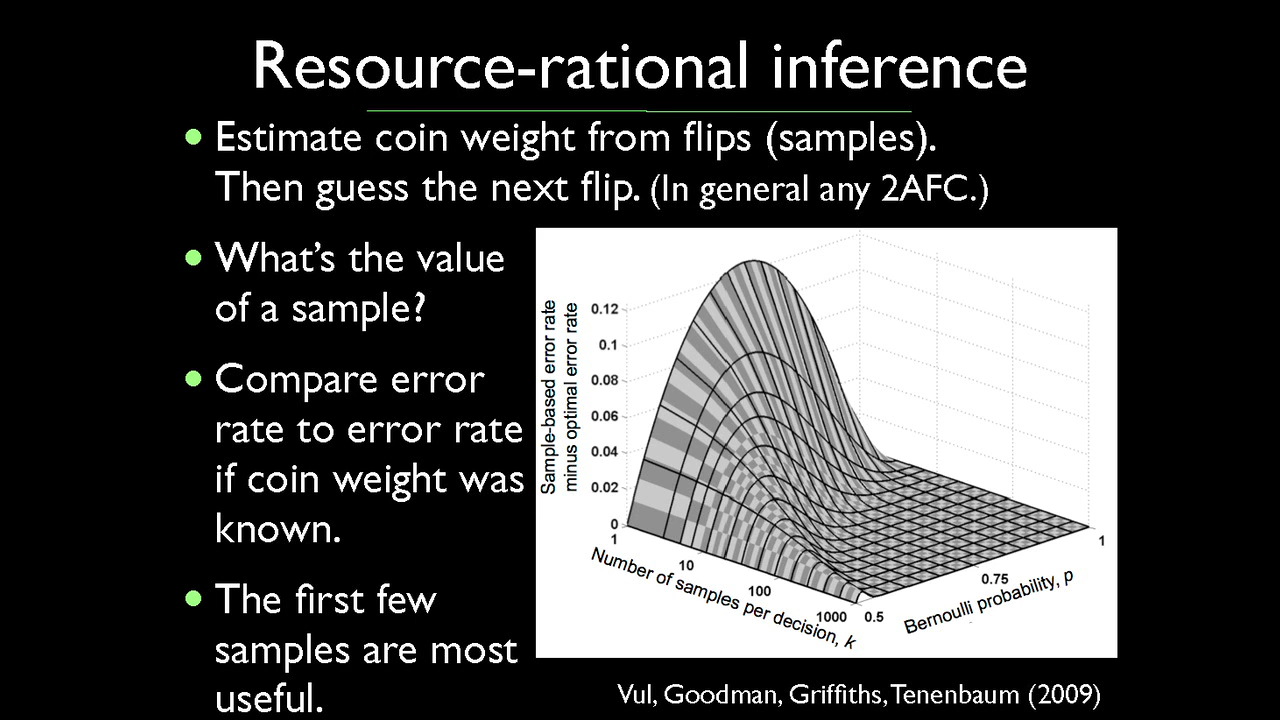 Resource-rational inference
• Estimate coin weight from flips (samples).
Then guess the next flip. (In general any 2AFC.)
• What's the value
of a sample?
• Compare error
rate to error rate
if coin weight was
known.
• The first few
samples are most
useful.
Sample-based error rate
minus optimal error rate
0.12
0.1
0.08
0.06
0.04
0.02
0
1
10
100
1000
Number of samples per decision, k
0.5
0.75
1
Bernoulli probability, p
Vul, Goodman, Griffiths, Tenenbaum (2009)